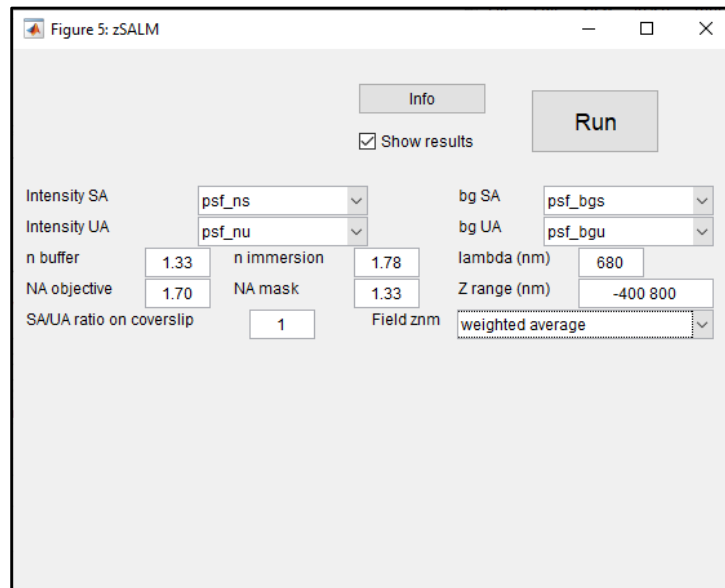 Figure 5: zSALM
Info
Run
Show results
Intensity SA psf_ns bg SA psf_bgs
Intensity UA psf_nu bg UA psf_bgu
n buffer 1.33 n immersion 1.78 lambda (nm) 680
NA objective 1.70 NA mask 1.33 Z range (nm) -400 800
SA/UA ratio on coverslip 1 Field znm weighted average